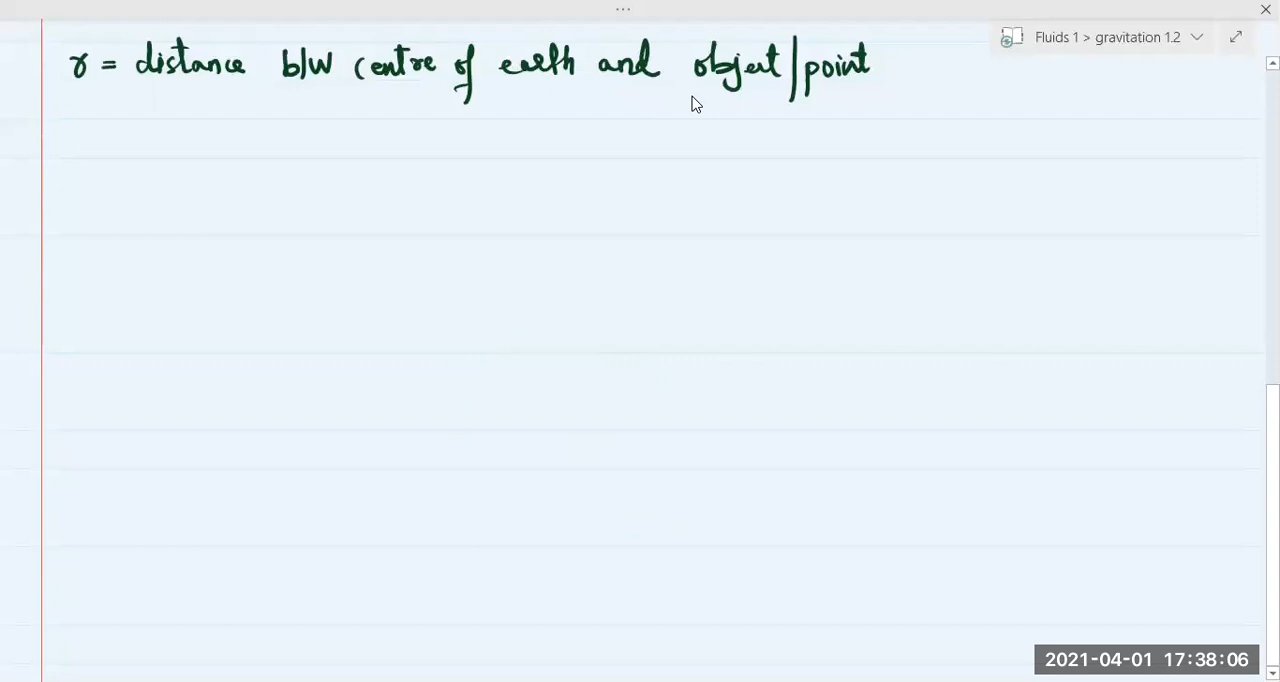 ...
Fluids 1 > gravitation 1.2
r = distance b/w centre of earth and object/point
2021-04-01 17:38:06